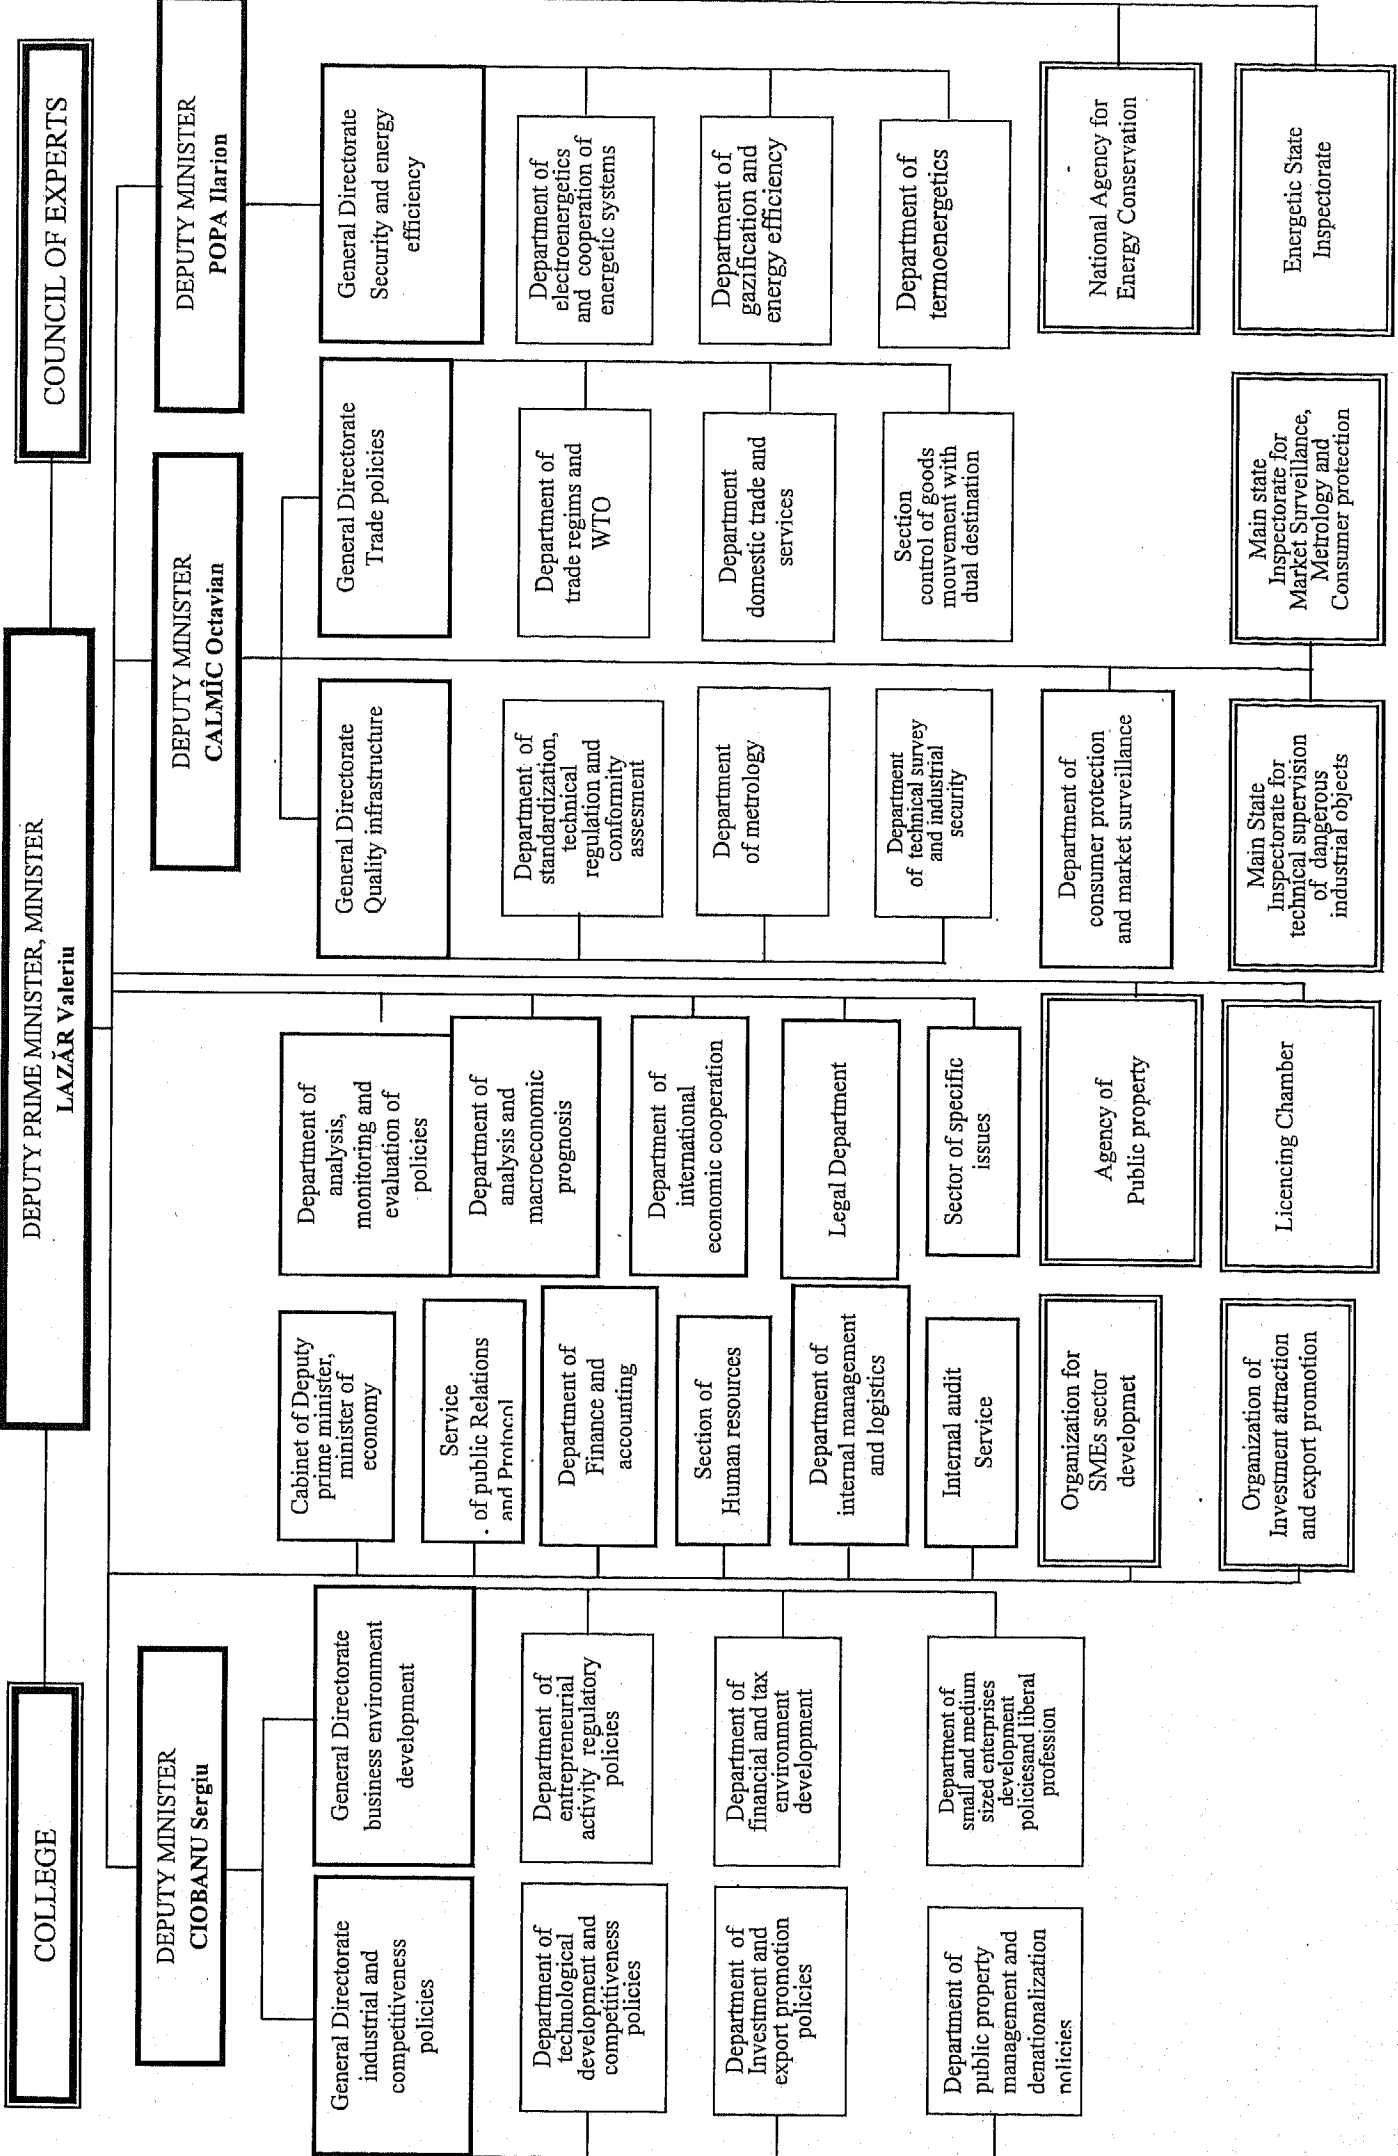 COLLEGE
DEPUTY PRIME MINISTER, MINISTER
LAZĂR Valeriu
COUNCIL OF EXPERTS
DEPUTY MINISTER
CIOBANU Sergiu
DEPUTY MINISTER
CALMÎC Octavian
DEPUTY MINISTER
POPA Ilarion
General Directorate
industrial and
competitiveness
policies
Department of
technological
development and
competitiveness
policies
Department of
Investment and
export promotion
policies
Department of
public property
management and
denationalization
policies
General Directorate
business environment
development
Department of
entrepreneurial
activity regulatory
policies
Department of
financial and tax
environment
development
Department of
small and medium
sized enterprises
development
policiesand liberal
profession
Cabinet of Deputy
prime minister,
minister of
economy
Service
of public Relations
and Protocol
Department of
Finance and
accounting
Section of
Human resources
Department of
internal management
and logistics
Internal audit
Service
Organization for
SMEs sector
developmet
Organization of
Investment attraction
and export promotion
Department of
analysis,
monitoring and
evaluation of
policies
Department of
analysis and
macroeconomic
prognosis
Department of
international
economic cooperation
Legal Department
Sector of specific
issues
Agency of
Public property
Licencing Chamber
General Directorate
Quality infrastructure
Department of
standardization,
technical
regulation and
conformity
assesment
Department
of metrology
Department
of technical survey
and industrial
security
Department of
consumer protection
and market surveillance
Main State
Inspectorate for
technical supervision
of dangerous
industrial objects
General Directorate
Trade policies
Department of
trade regims and
WTO
Department
domestic trade and
services
Section
control of goods
mouvement with
dual destination
Main state
Inspectorate for
Market Surveillance,
Metrology and
Consumer protection
General Directorate
Security and energy
efficiency
Department of
electroenergetics
and cooperation of
energetic systems
Department of
gazification and
energy efficiency
Department of
termoenergetics
National Agency for
Energy Conservation
Energetic State
Inspectorate